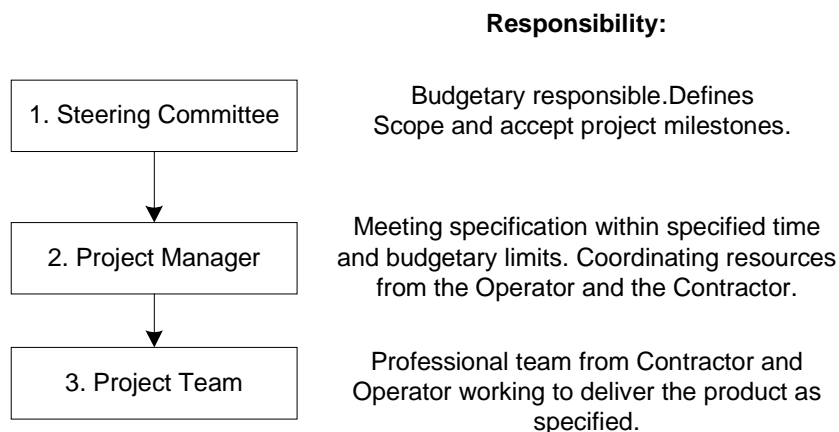 Responsibility:
1. Steering Committee
Budgetary responsible.Defines
Scope and accept project milestones.
2. Project Manager
Meeting specification within specified time
and budgetary limits. Coordinating resources
from the Operator and the Contractor.
3. Project Team
Professional team from Contractor and
Operator working to deliver the product as
specified.